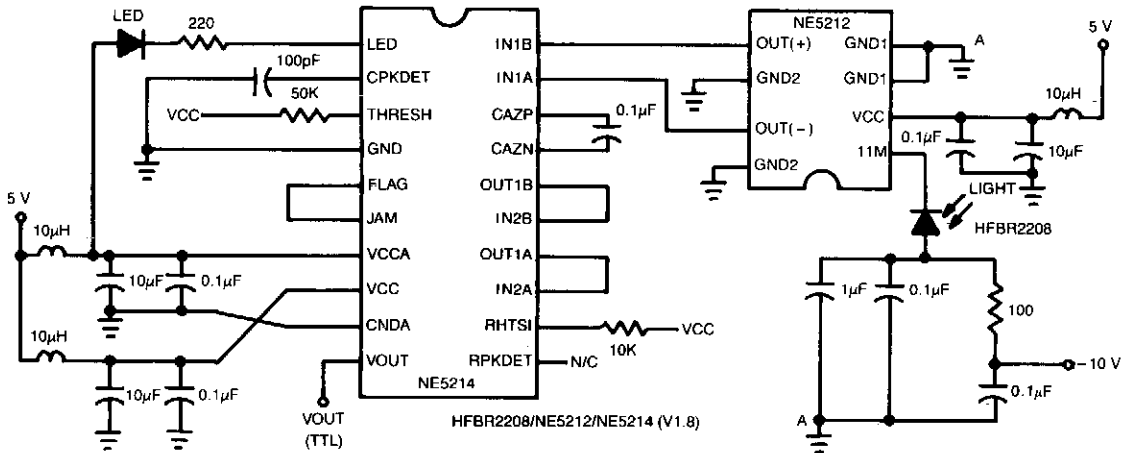 LED
220
100pF
50K
VCC
5 V
10μH
10μF
0.1μF
10μH
10μF
0.1μF
VOUT
(TTL)
LED
CPKDET
THRESH
GND
FLAG
JAM
VCCA
VCC
CNDA
VOUT
IN1B
IN1A
CAZP
CAZN
OUT1B
IN2B
OUT1A
IN2A
RHTSI
RPKDET
NE5214
0.1μF
10K
VCC
N/C
NE5212
OUT(+)
GND2
OUT(−)
GND2
GND1
GND1
VCC
11M
A
5 V
10μH
0.1μF
10μF
LIGHT
HFBR2208
1μF
0.1μF
100
−10 V
0.1μF
A
HFBR2208/NE5212/NE5214 (V1.8)